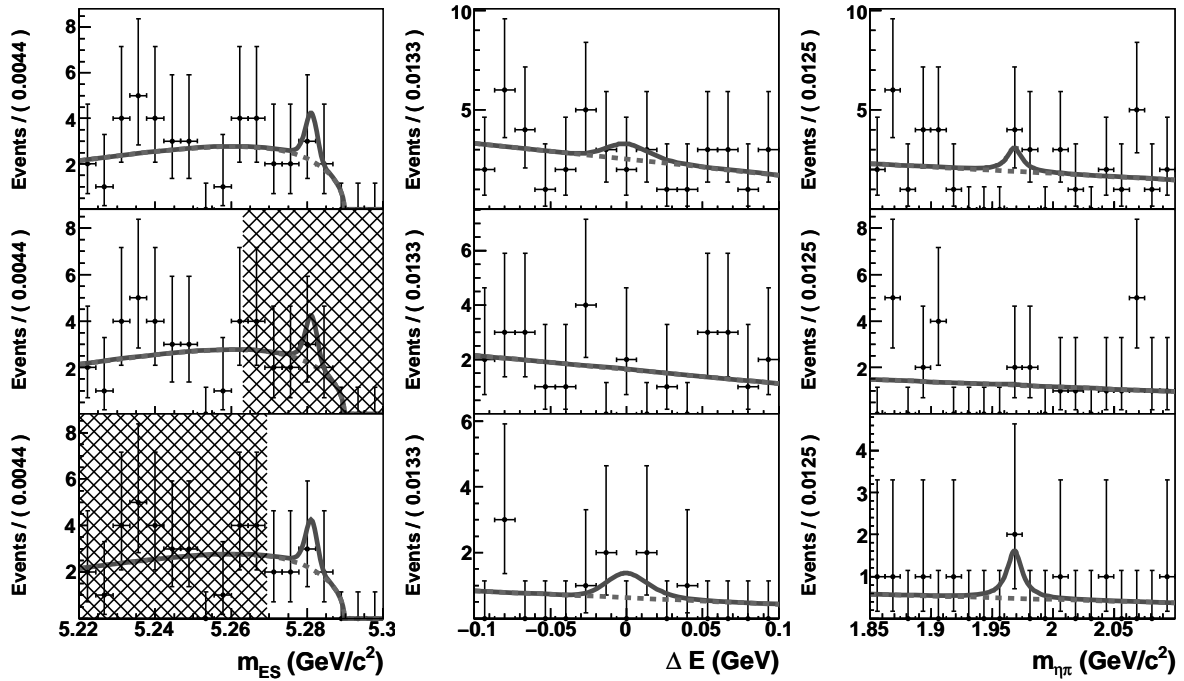 Events / ( 0.0044 )
8
6
4
2
Events / ( 0.0133 )
10
5
Events / ( 0.0125 )
10
5
Events / ( 0.0044 )
8
6
4
2
Events / ( 0.0133 )
6
4
2
Events / ( 0.0125 )
8
6
4
2
Events / ( 0.0044 )
8
6
4
2
Events / ( 0.0133 )
6
4
2
Events / ( 0.0125 )
4
3
2
1
5.22 5.24 5.26 5.28 5.3
−0.1 −0.05 0 0.05 0.1
1.85 1.9 1.95 2 2.05
m_ES (GeV/c²)
Δ E (GeV)
m_ηπ (GeV/c²)